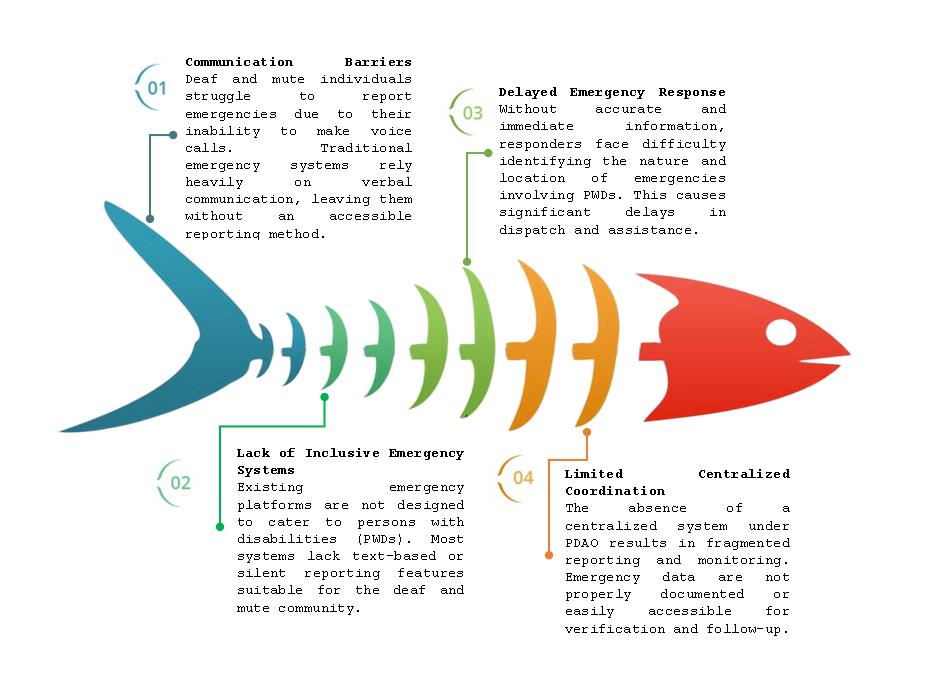 01
Communication Barriers
Deaf and mute individuals
struggle to report
emergencies due to their
inability to make voice
calls. Traditional
emergency systems rely
heavily on verbal
communication, leaving them
without an accessible
reporting method.
03
Delayed Emergency Response
Without accurate and
immediate information,
responders face difficulty
identifying the nature and
location of emergencies
involving PWDs. This causes
significant delays in
dispatch and assistance.
02
Lack of Inclusive Emergency
Systems
Existing emergency
platforms are not designed
to cater to persons with
disabilities (PWDs). Most
systems lack text-based or
silent reporting features
suitable for the deaf and
mute community.
04
Limited Centralized
Coordination
The absence of a
centralized system under
PDAO results in fragmented
reporting and monitoring.
Emergency data are not
properly documented or
easily accessible for
verification and follow-up.